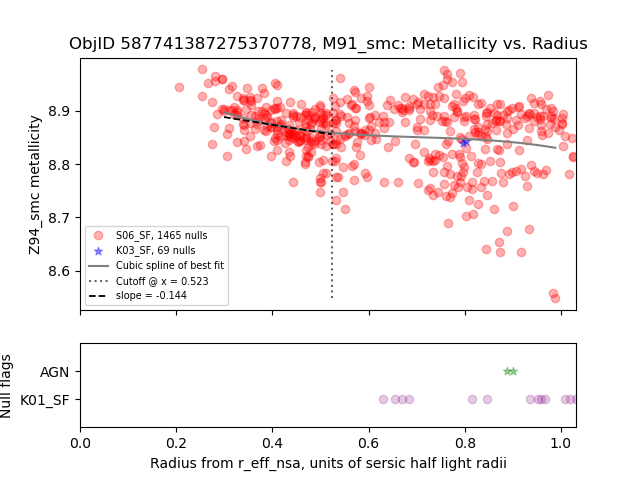 ObjID 587741387275370778, M91_smc: Metallicity vs. Radius
Z94_smc metallicity
8.9
8.8
8.7
8.6
S06_SF, 1465 nulls
K03_SF, 69 nulls
Cubic spline of best fit
Cutoff @ x = 0.523
slope = -0.144
Null flags
AGN
K01_SF
0.0 0.2 0.4 0.6 0.8 1.0
Radius from r_eff_nsa, units of sersic half light radii